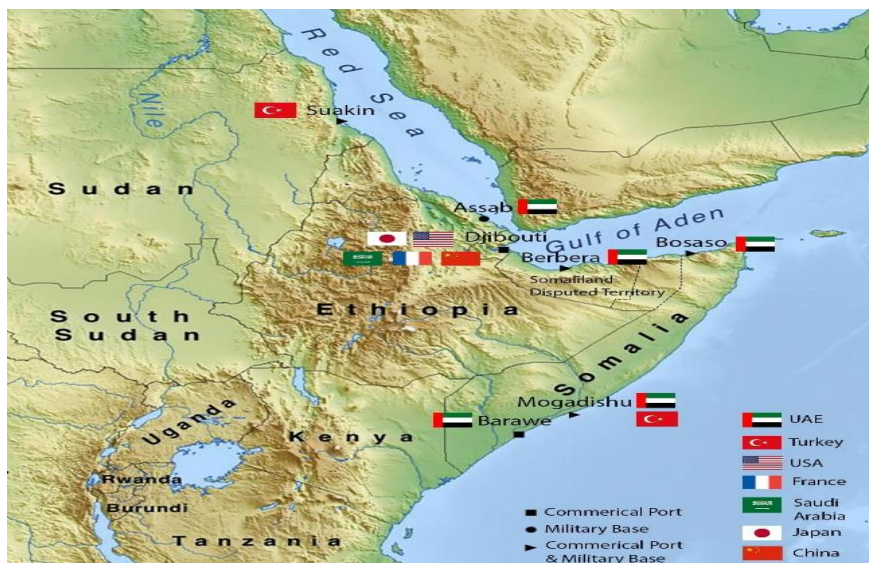 Red Sea
Nile
Suakin
Sudan
Assab
Djibouti
Gulf of Aden
Berbera
Bosaso
Somaliland
Disputed Territory
Ethiopia
South
Sudan
Somalia
Mogadishu
Barawe
Uganda
Kenya
Rwanda
Burundi
Tanzania
UAE
Turkey
USA
France
Saudi
Arabia
Japan
China
Commerical Port
Military Base
Commerical Port
& Military Base